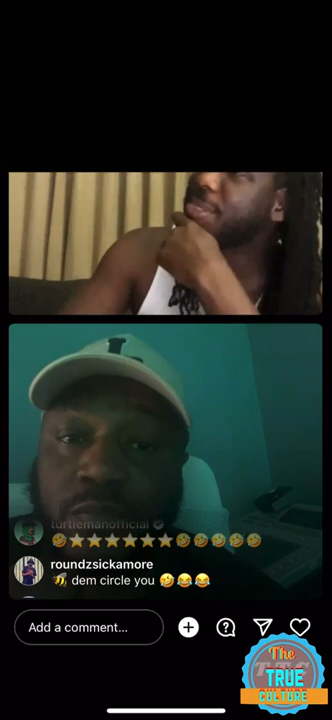 L
turtlemanofficial
🤣⭐⭐⭐⭐⭐⭐🤣🤣🤣🤣🤣
roundzsickamore
🐝 dem circle you 🤣😂😂
Add a comment...
The
T.T.C
TRUE
CULTURE